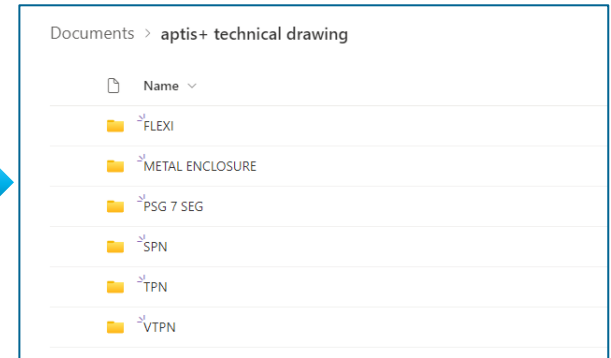 Documents > aptis+ technical drawing
Name
FLEXI
METAL ENCLOSURE
PSG 7 SEG
SPN
TPN
VTPN